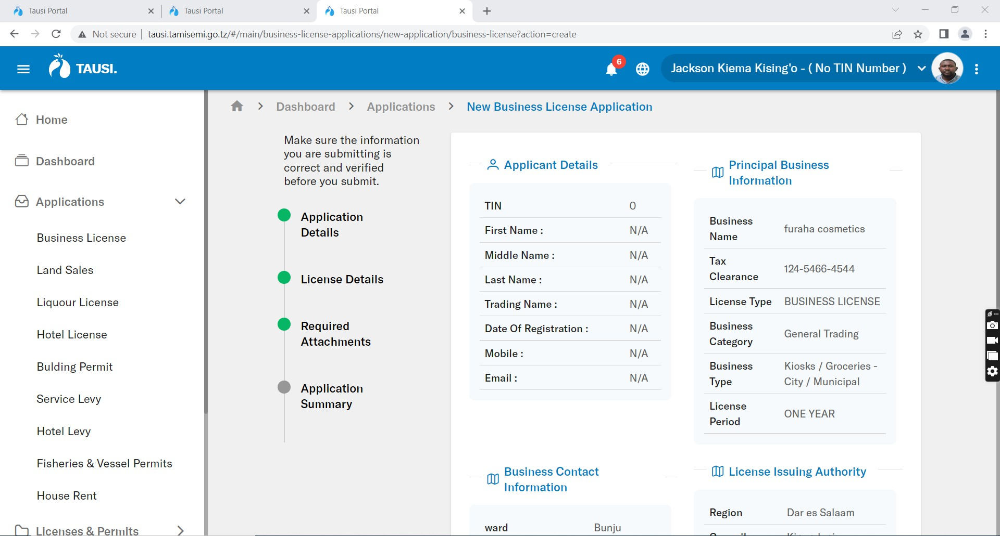 Tausi Portal
Tausi Portal
Tausi Portal
Not secure
tausi.tamisemi.go.tz/#/main/business-license-applications/new-application/business-license?action=create
TAUSI.
6
Jackson Kiema Kising'o - ( No TIN Number )
Home
Dashboard
Applications
Business License
Land Sales
Liquour License
Hotel License
Bulding Permit
Service Levy
Hotel Levy
Fisheries & Vessel Permits
House Rent
Licenses & Permits
Dashboard
Applications
New Business License Application
Make sure the information
you are submitting is
correct and verified
before you submit.
Application
Details
License Details
Required
Attachments
Application
Summary
Applicant Details
TIN 0
First Name : N/A
Middle Name : N/A
Last Name : N/A
Trading Name : N/A
Date Of Registration : N/A
Mobile : N/A
Email : N/A
Principal Business
Information
Business
Name
furaha cosmetics
Tax
Clearance
124-5466-4544
License Type BUSINESS LICENSE
Business
Category
General Trading
Business
Type
Kiosks / Groceries -
City / Municipal
License
Period
ONE YEAR
Business Contact
Information
ward Bunju
License Issuing Authority
Region Dar es Salaam